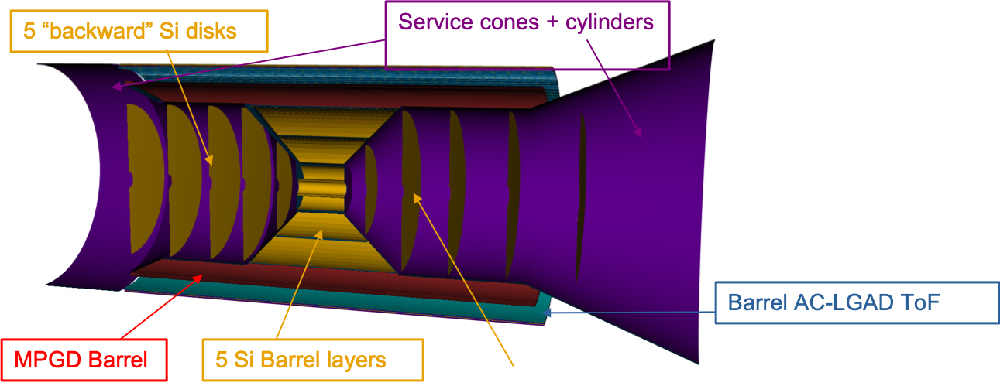 5 “backward” Si disks
Service cones + cylinders
Barrel AC-LGAD ToF
MPGD Barrel
5 Si Barrel layers